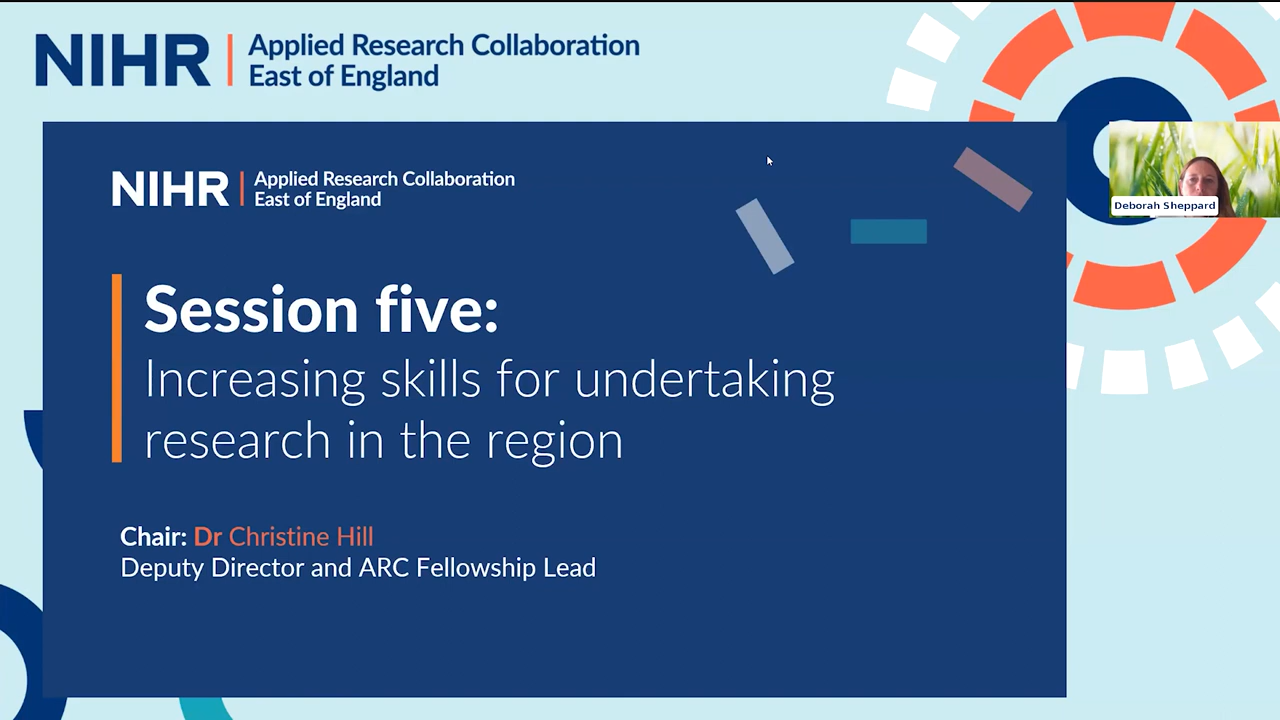 NIHR | Applied Research Collaboration
East of England
NIHR | Applied Research Collaboration
East of England
Deborah Sheppard
Session five:
Increasing skills for undertaking
research in the region
Chair: Dr Christine Hill
Deputy Director and ARC Fellowship Lead